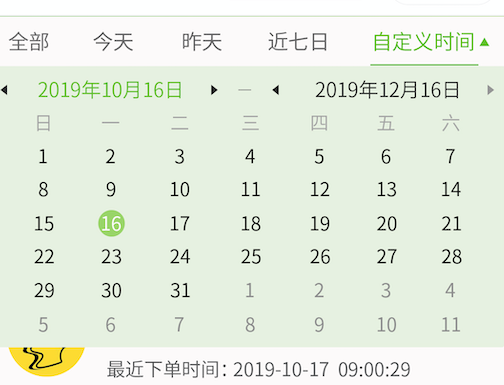 全部 今天 昨天 近七日 自定义时间
2019年10月16日 — 2019年12月16日
日 一 二 三 四 五 六
1 2 3 4 5 6 7
8 9 10 11 12 13 14
15 16 17 18 19 20 21
22 23 24 25 26 27 28
29 30 31 1 2 3 4
5 6 7 8 9 10 11
最近下单时间：2019-10-17 09:00:29